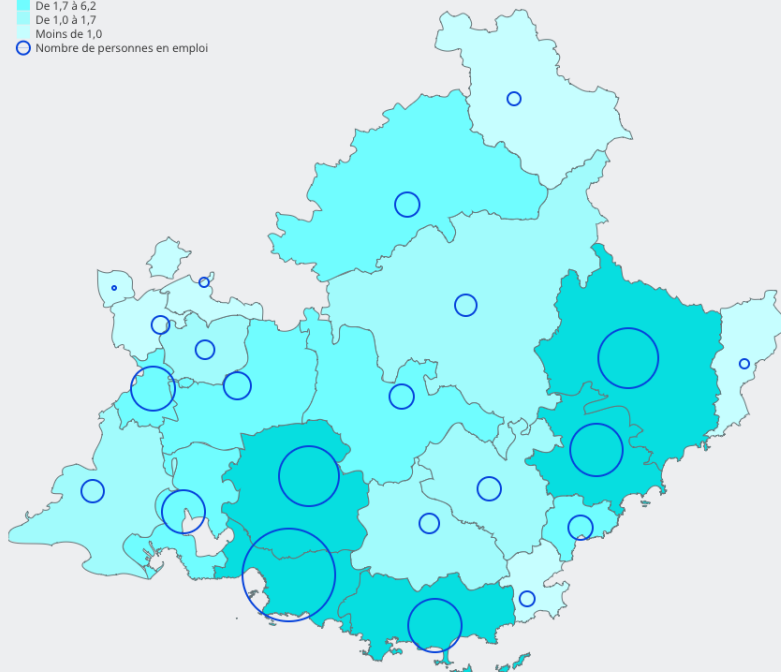 De 1,7 à 6,2
De 1,0 à 1,7
Moins de 1,0
Nombre de personnes en emploi